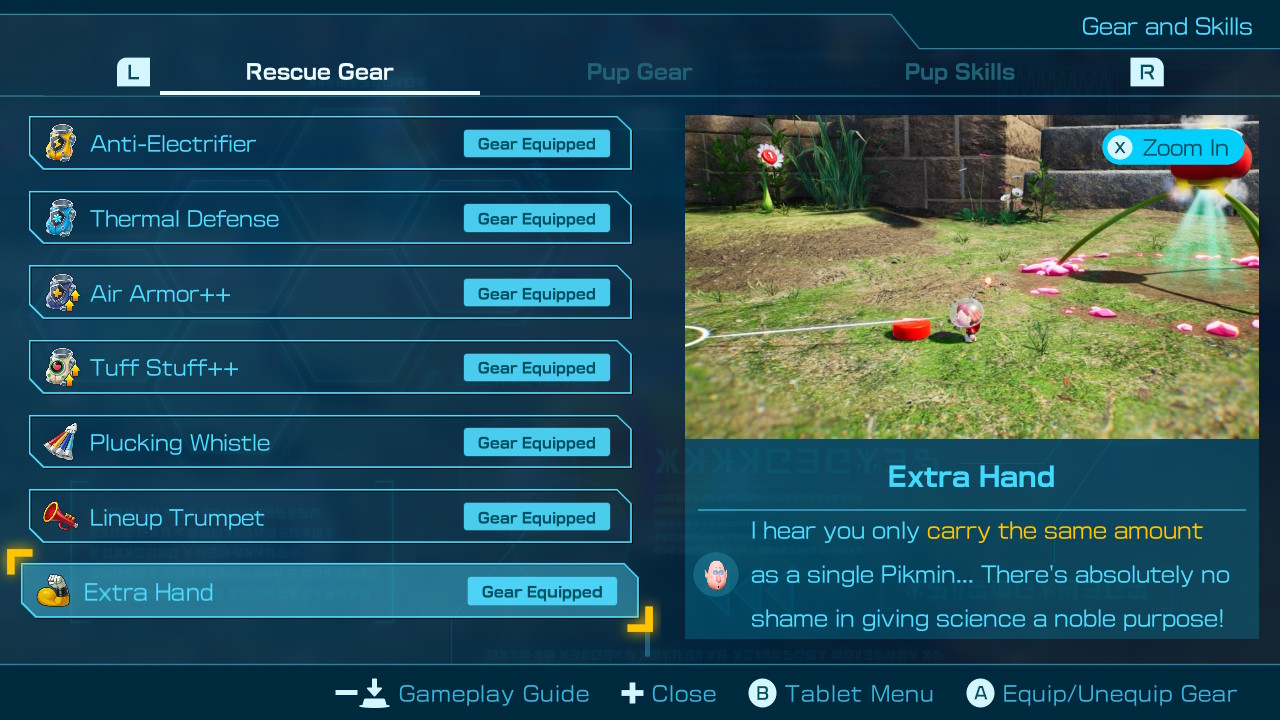 Gear and Skills
L Rescue Gear Pup Gear Pup Skills R
Anti-Electrifier Gear Equipped
Thermal Defense Gear Equipped
Air Armor++ Gear Equipped
Tuff Stuff++ Gear Equipped
Plucking Whistle Gear Equipped
Lineup Trumpet Gear Equipped
Extra Hand Gear Equipped
X Zoom In
Extra Hand
I hear you only carry the same amount
as a single Pikmin... There's absolutely no
shame in giving science a noble purpose!
Gameplay Guide Close B Tablet Menu A Equip/Unequip Gear